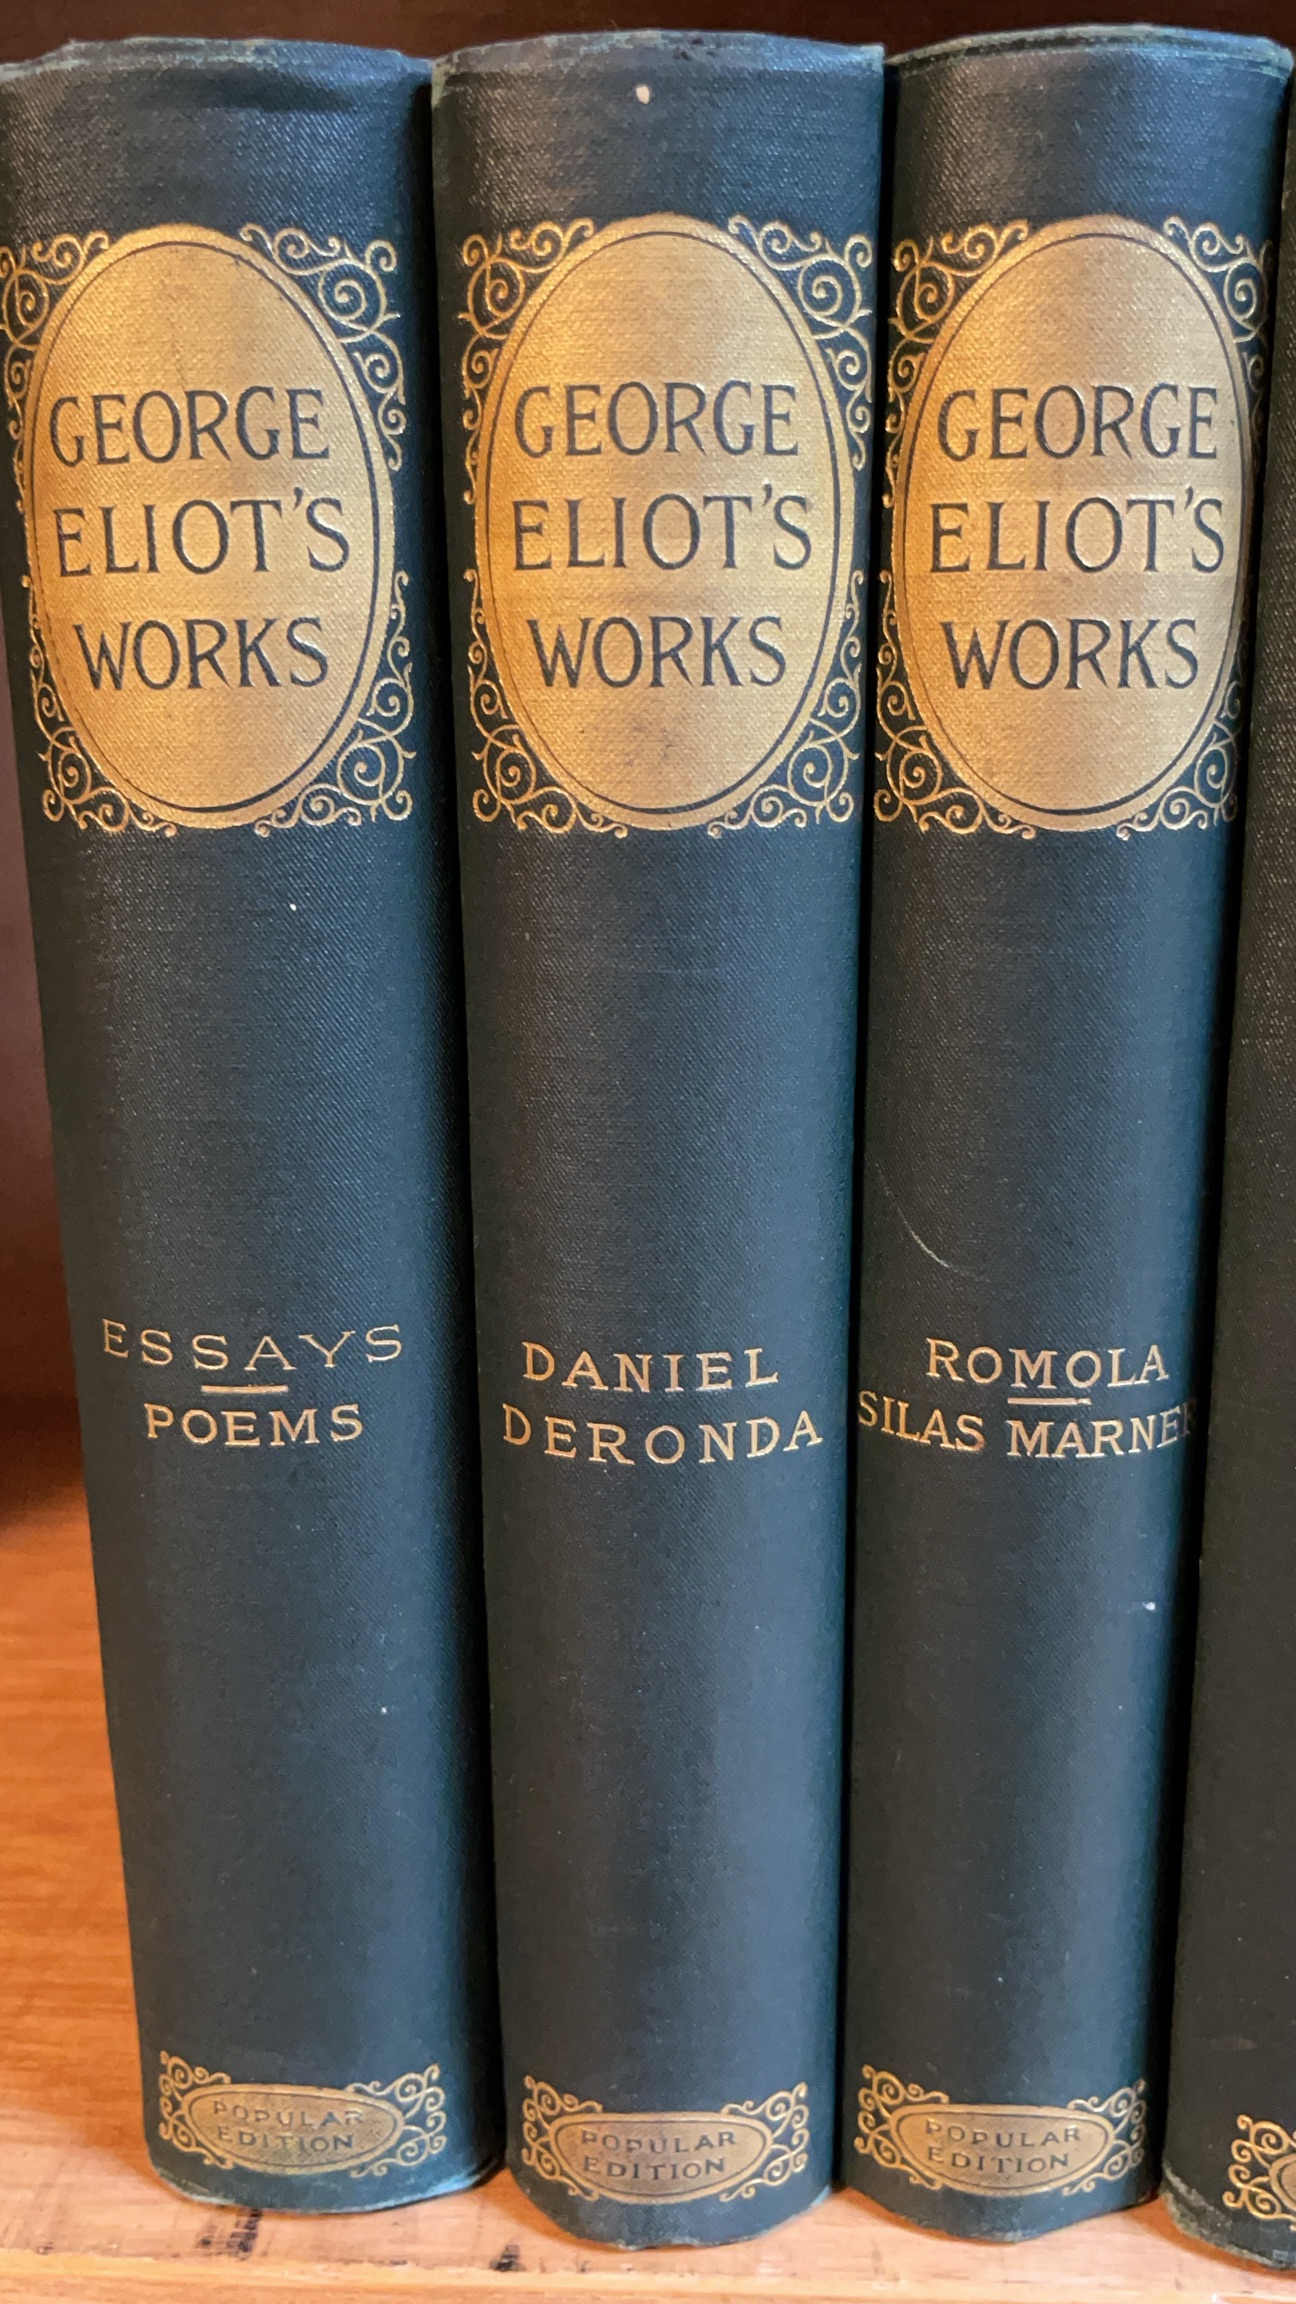 GEORGE
ELIOT'S
WORKS
ESSAYS
POEMS
POPULAR
EDITION
GEORGE
ELIOT'S
WORKS
DANIEL
DERONDA
POPULAR
EDITION
GEORGE
ELIOT'S
WORKS
ROMOLA
SILAS MARNER
POPULAR
EDITION